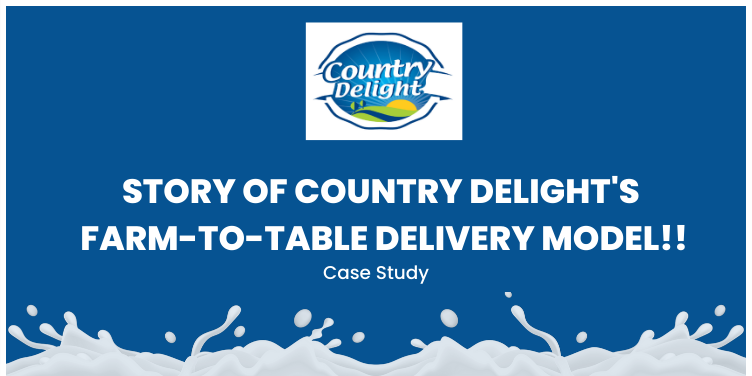 Country
Delight
STORY OF COUNTRY DELIGHT'S
FARM-TO-TABLE DELIVERY MODEL!!
Case Study